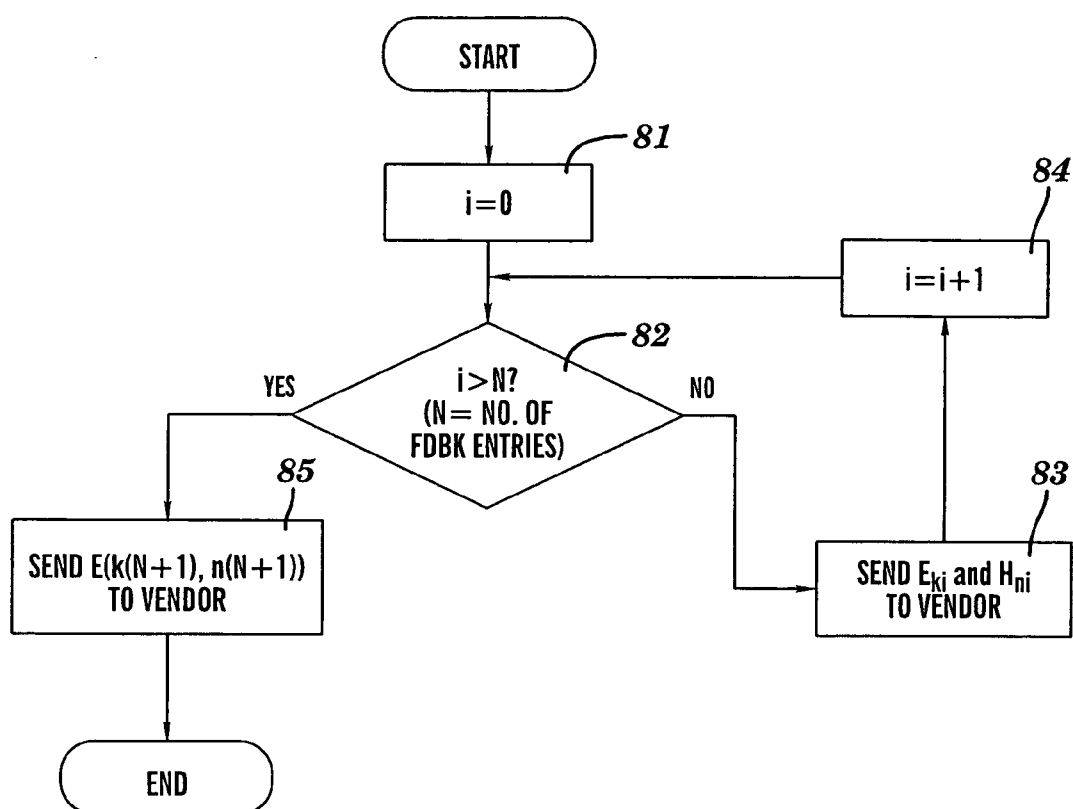 START
81
i=0
84
i=i+1
82
i>N?
(N= NO. OF
FDBK ENTRIES)
YES
NO
85
SEND E(k(N+1), n(N+1))
TO VENDOR
83
SEND Eki and Hni
TO VENDOR
END